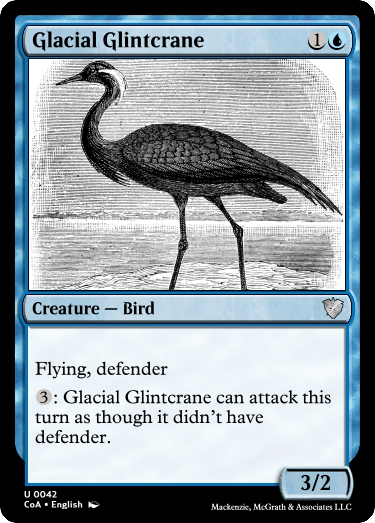 Glacial Glintcrane 1
Creature — Bird
Flying, defender
3: Glacial Glintcrane can attack this
turn as though it didn't have
defender.
3/2
U 0042
CoA • English
Mackenzie, McGrath & Associates LLC